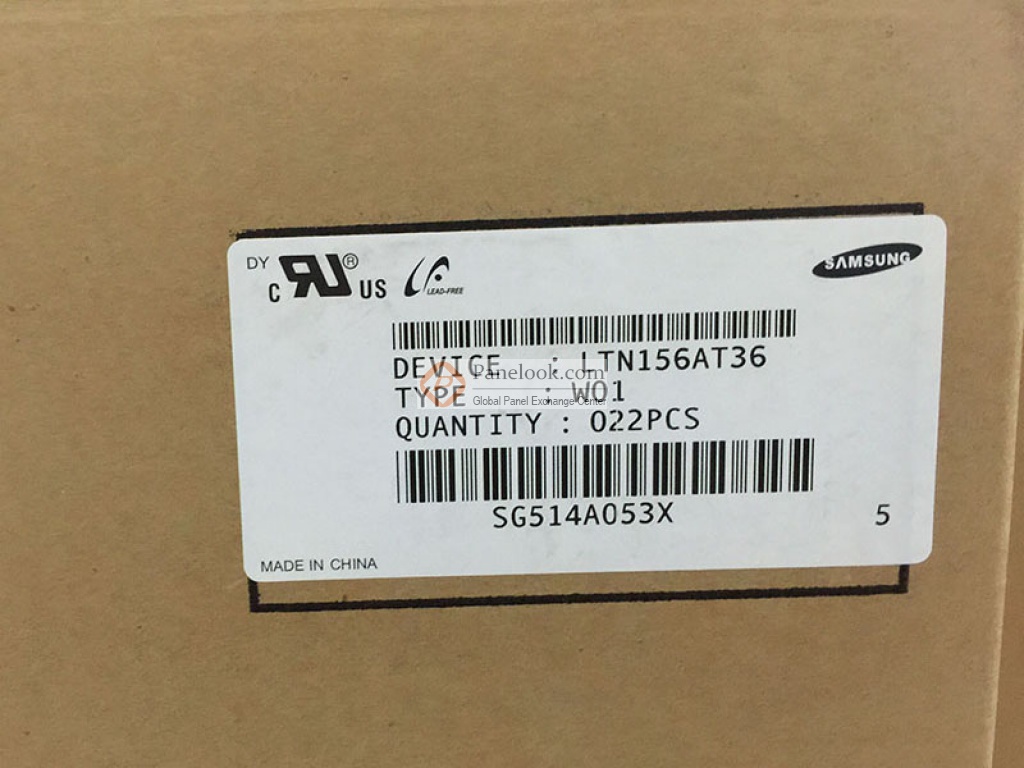 DY
C RU® US
LEAD-FREE
SAMSUNG
DEVICE : LTN156AT36
Panelook.com
TYPE : W01
Global Panel Exchange Center
QUANTITY : 022PCS
SG514A053X
5
MADE IN CHINA